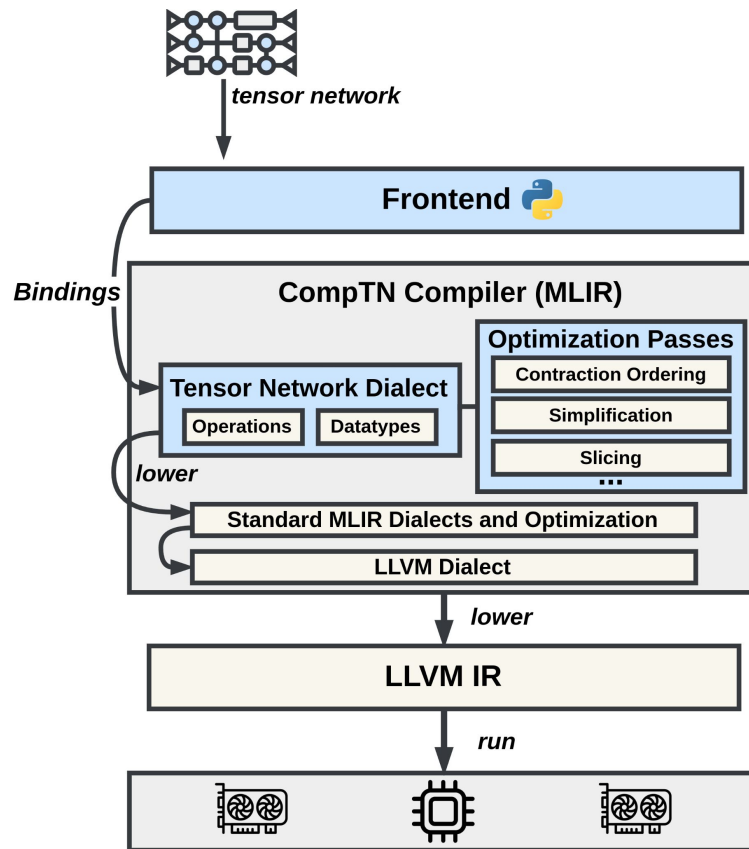 tensor network
Frontend
Bindings
CompTN Compiler (MLIR)
Optimization Passes
Contraction Ordering
Simplification
Slicing
...
Tensor Network Dialect
Operations
Datatypes
lower
Standard MLIR Dialects and Optimization
LLVM Dialect
lower
LLVM IR
run